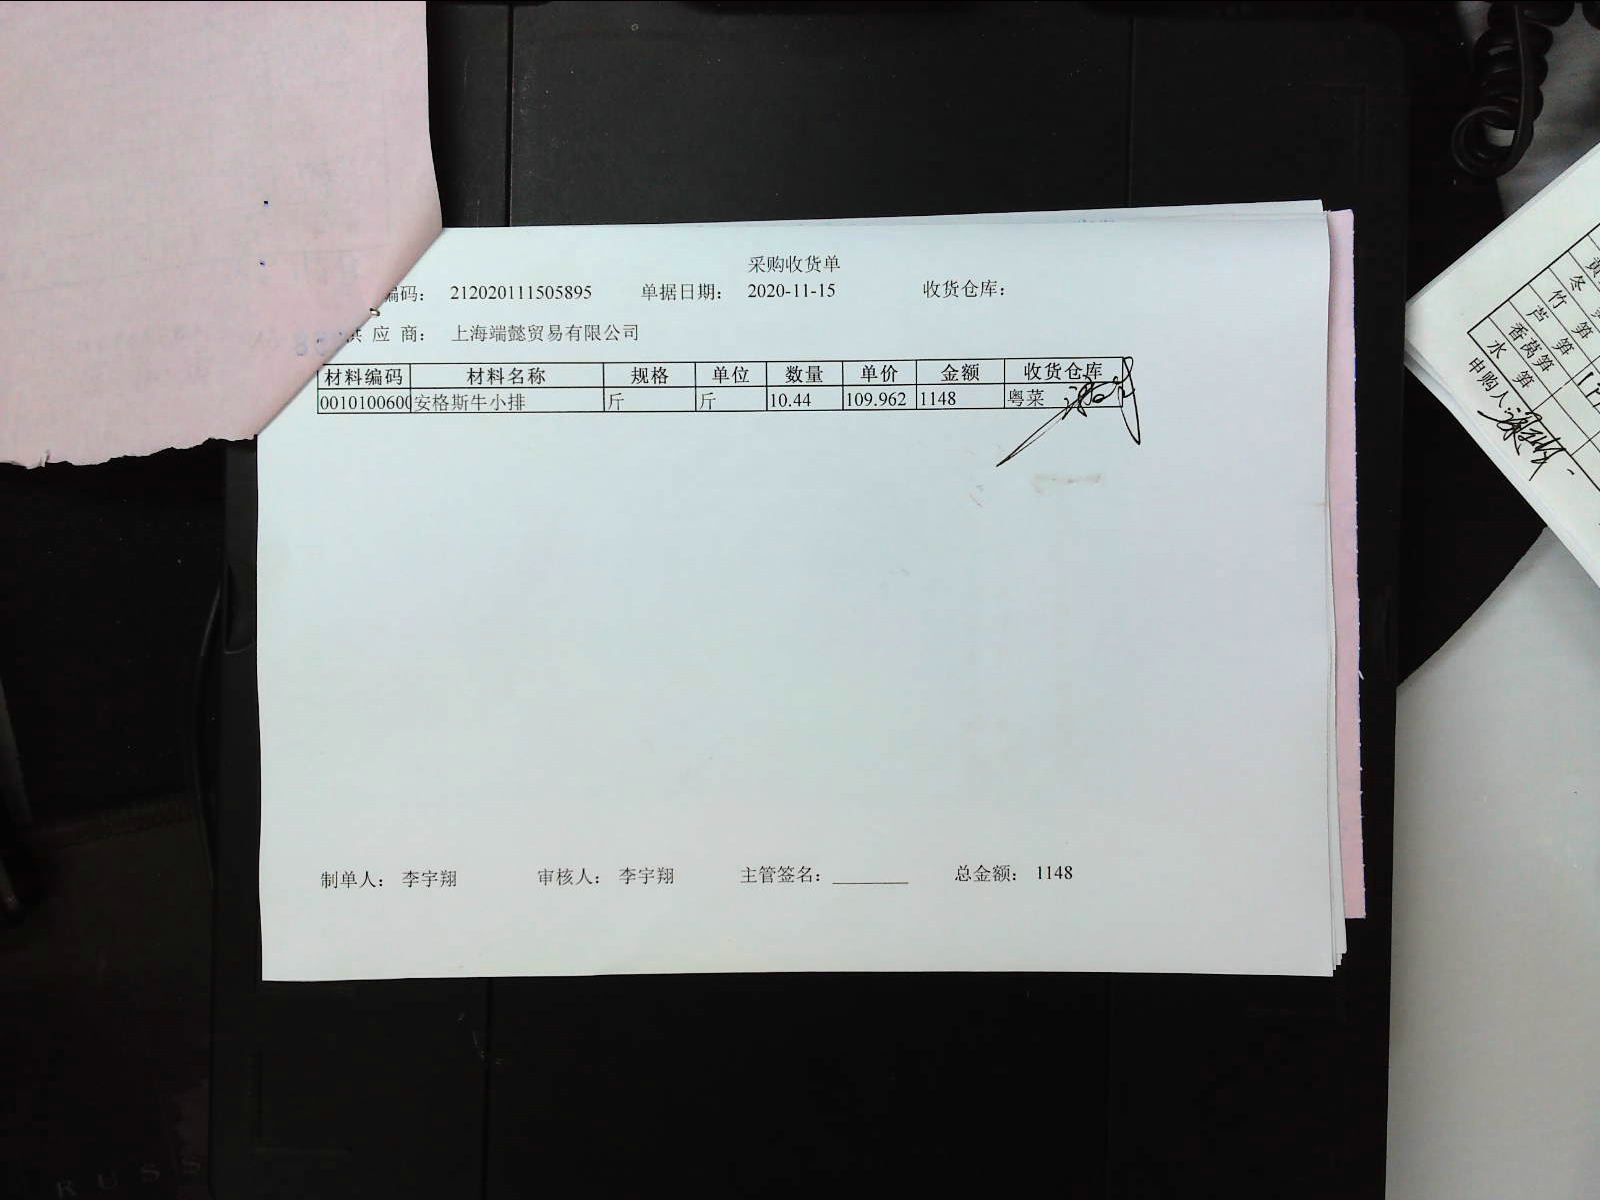 采购收货单
编码： 212020111505895 单据日期： 2020-11-15 收货仓库：
供 应 商： 上海端懿贸易有限公司
材料编码 材料名称 规格 单位 数量 单价 金额 收货仓库
0010100600 安格斯牛小排 斤 斤 10.44 109.962 1148 粤菜
制单人： 李宇翔 审核人： 李宇翔 主管签名： ________ 总金额： 1148
冬
竹 笋
芦 笋
香莴笋
水 笋
申购人
RUSS